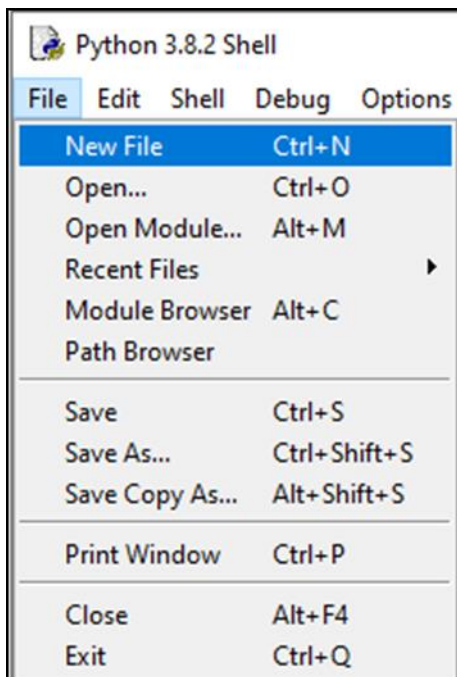 Python 3.8.2 Shell
File Edit Shell Debug Options
New File Ctrl+N
Open... Ctrl+O
Open Module... Alt+M
Recent Files
Module Browser Alt+C
Path Browser
Save Ctrl+S
Save As... Ctrl+Shift+S
Save Copy As... Alt+Shift+S
Print Window Ctrl+P
Close Alt+F4
Exit Ctrl+Q